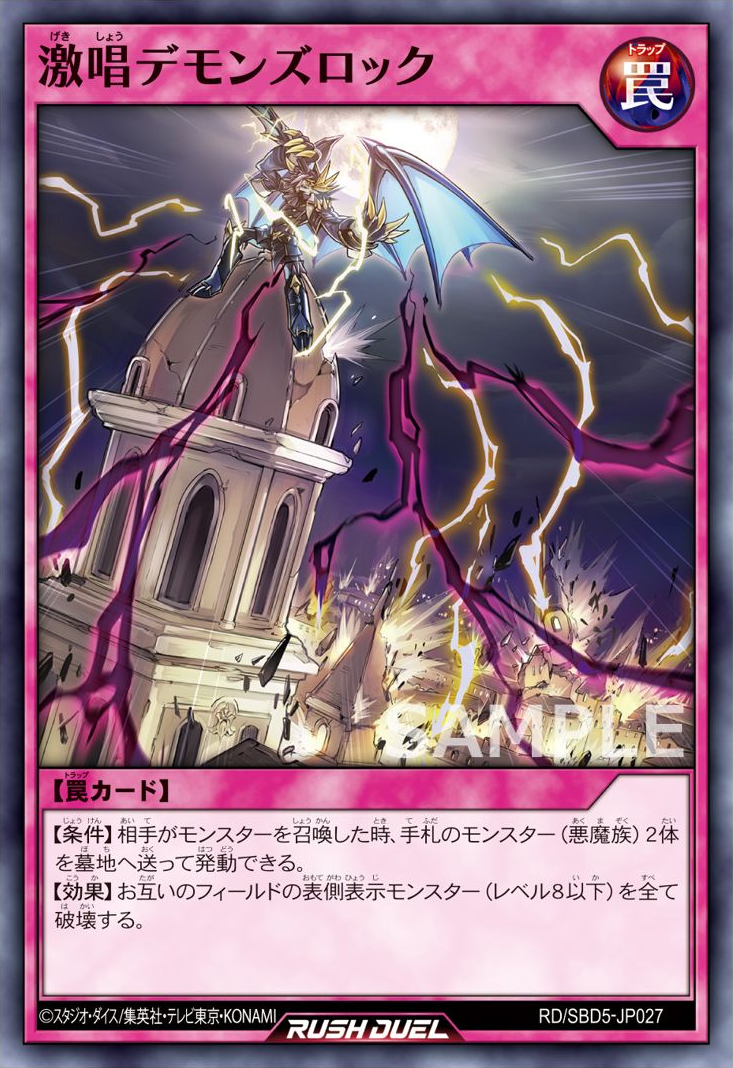 げき しょう
激唱デモンズロック
トラップ
罠
SAMPLE
トラップ
【罠カード】
じょうけん あいて しょうかん とき てふだ あくまぞく たい
【条件】相手がモンスターを召喚した時、手札のモンスター（悪魔族）2体
ぼち おく はつどう
を墓地へ送って発動できる。
こうか たが おもてがわひょうじ いか すべ
【効果】お互いのフィールドの表側表示モンスター（レベル8以下）を全て
はかい
破壊する。
©スタジオ・ダイス/集英社・テレビ東京・KONAMI
RUSH DUEL
RD/SBD5-JP027